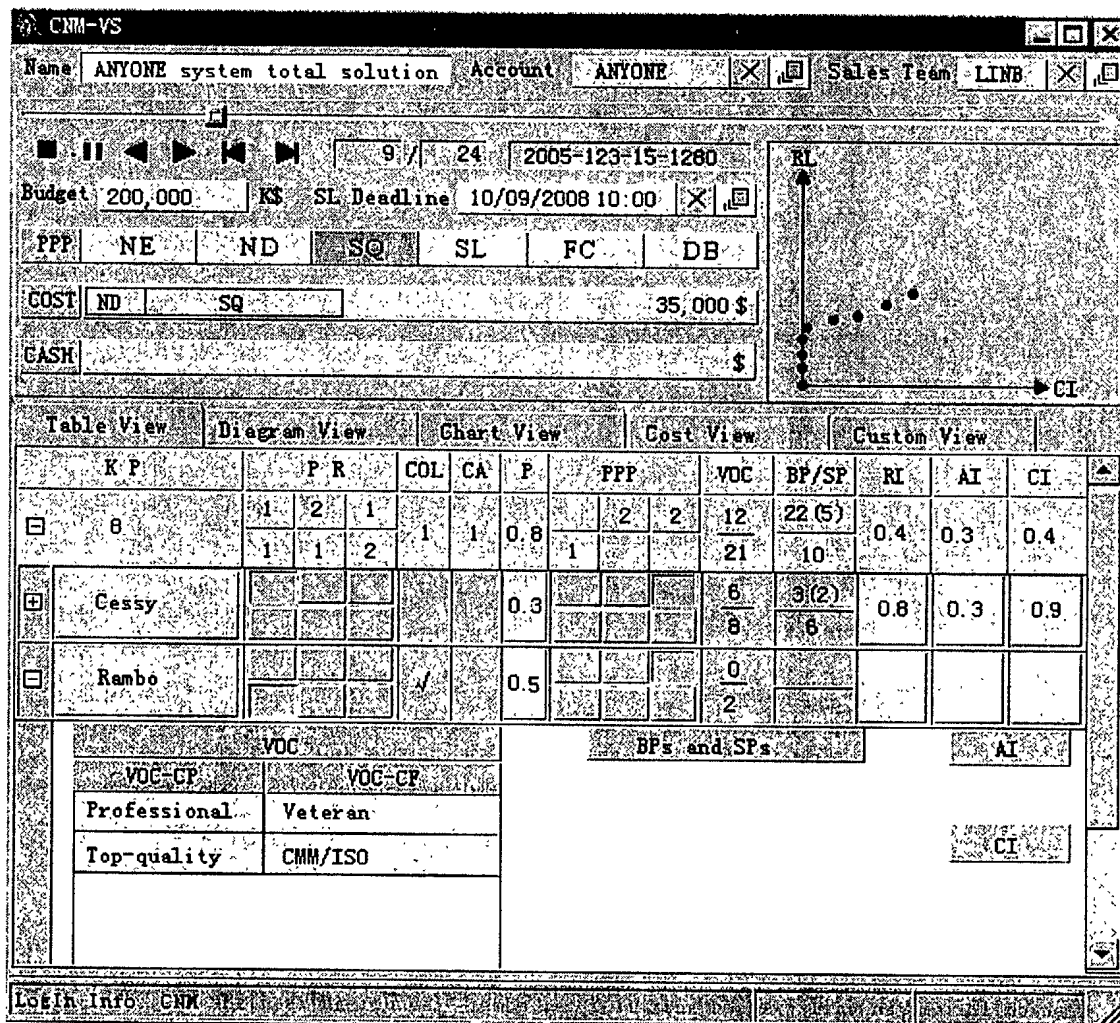 CNM-VS
Name ANYONE system total solution Account ANYONE Sales Team LINB
9 / 24 2005-123-15-1280
RL
Budget 200,000 K$ SL Deadline 10/09/2008 10:00
PPP NE ND SQ SL FC DB
COST ND SQ 35,000 $
CASH $
CI
Table View Diagram View Chart View Cost View Custom View
K P P R COL CA P PPP VOC BP/SP RI AI CI
1 2 1 2 2 12 22(5)
8 1 1 0.8 0.4 0.3 0.4
1 1 2 1 21 10
6 3(2)
Cessy 0.3 0.8 0.3 0.9
8 6
0
Rambo √ 0.5
2
VOC BPs and SPs AI
VOC-CP VOC-CF
Professional Veteran
Top-quality CMM/ISO CI
LogIn Info CNM